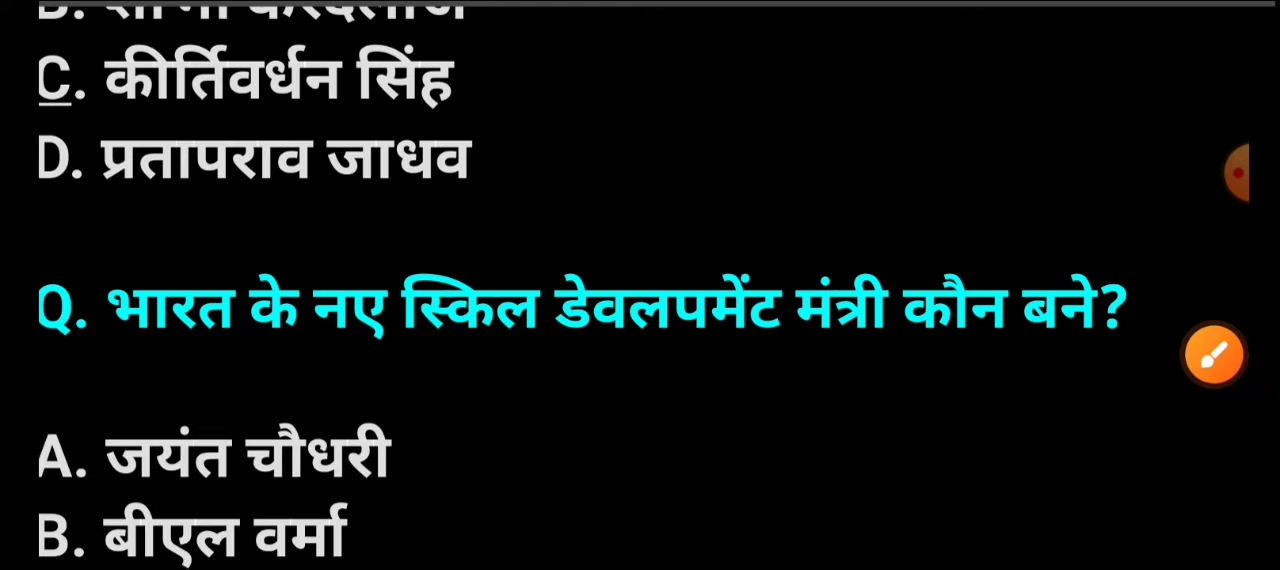 C. कीर्तिवर्धन सिंह
D. प्रतापराव जाधव
Q. भारत के नए स्किल डेवलपमेंट मंत्री कौन बने?
A. जयंत चौधरी
B. बीएल वर्मा